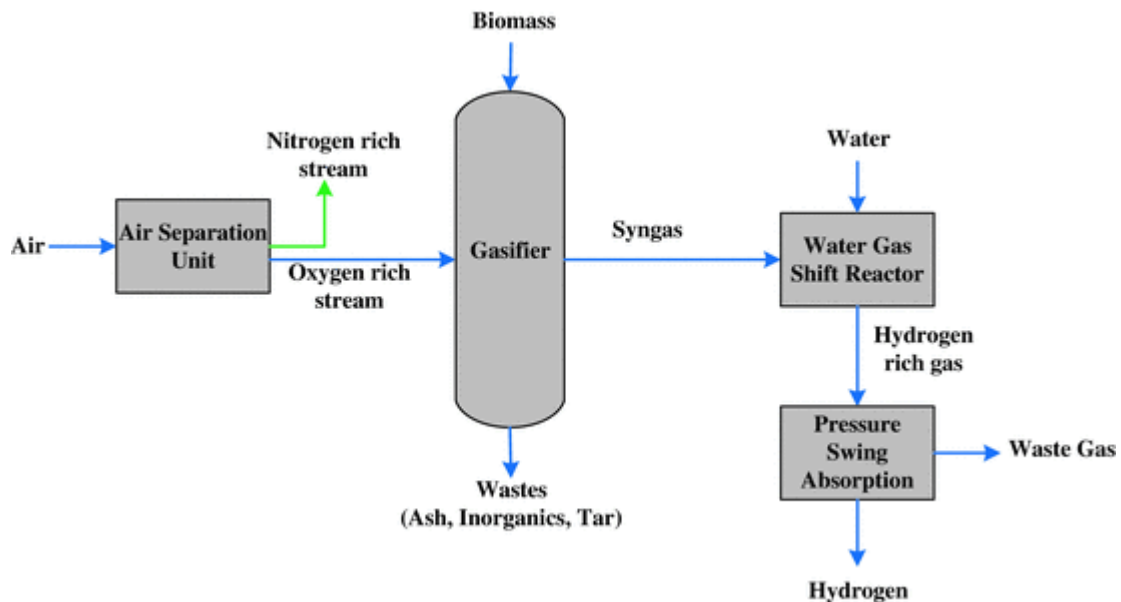 Biomass
Nitrogen rich
stream
Water
Air
Air Separation
Unit
Oxygen rich
stream
Gasifier
Syngas
Water Gas
Shift Reactor
Hydrogen
rich gas
Pressure
Swing
Absorption
Waste Gas
Wastes
(Ash, Inorganics, Tar)
Hydrogen